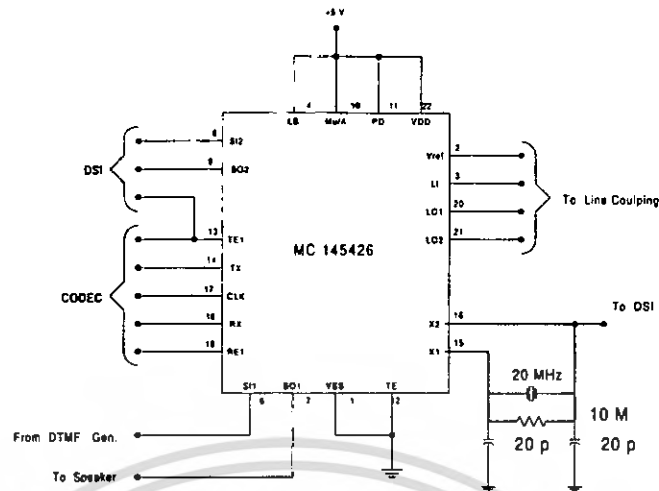 +5 V
4 10 11 22
LB Mu/A PD VDD
8 SI2
9 SO2
DSI
13 TE1
14 TX
17 CLK
CODEC
RX
18 RE1
MC 145426
Vref 2
LI 3
LO1 20
LO2 21
To Line Coulping
X2 16
X1 15
To DSI
20 MHz
10 M
20 p 20 p
SI1 SO1 VSS TE
6 7 1 12
From DTMF Gen.
To Speaker